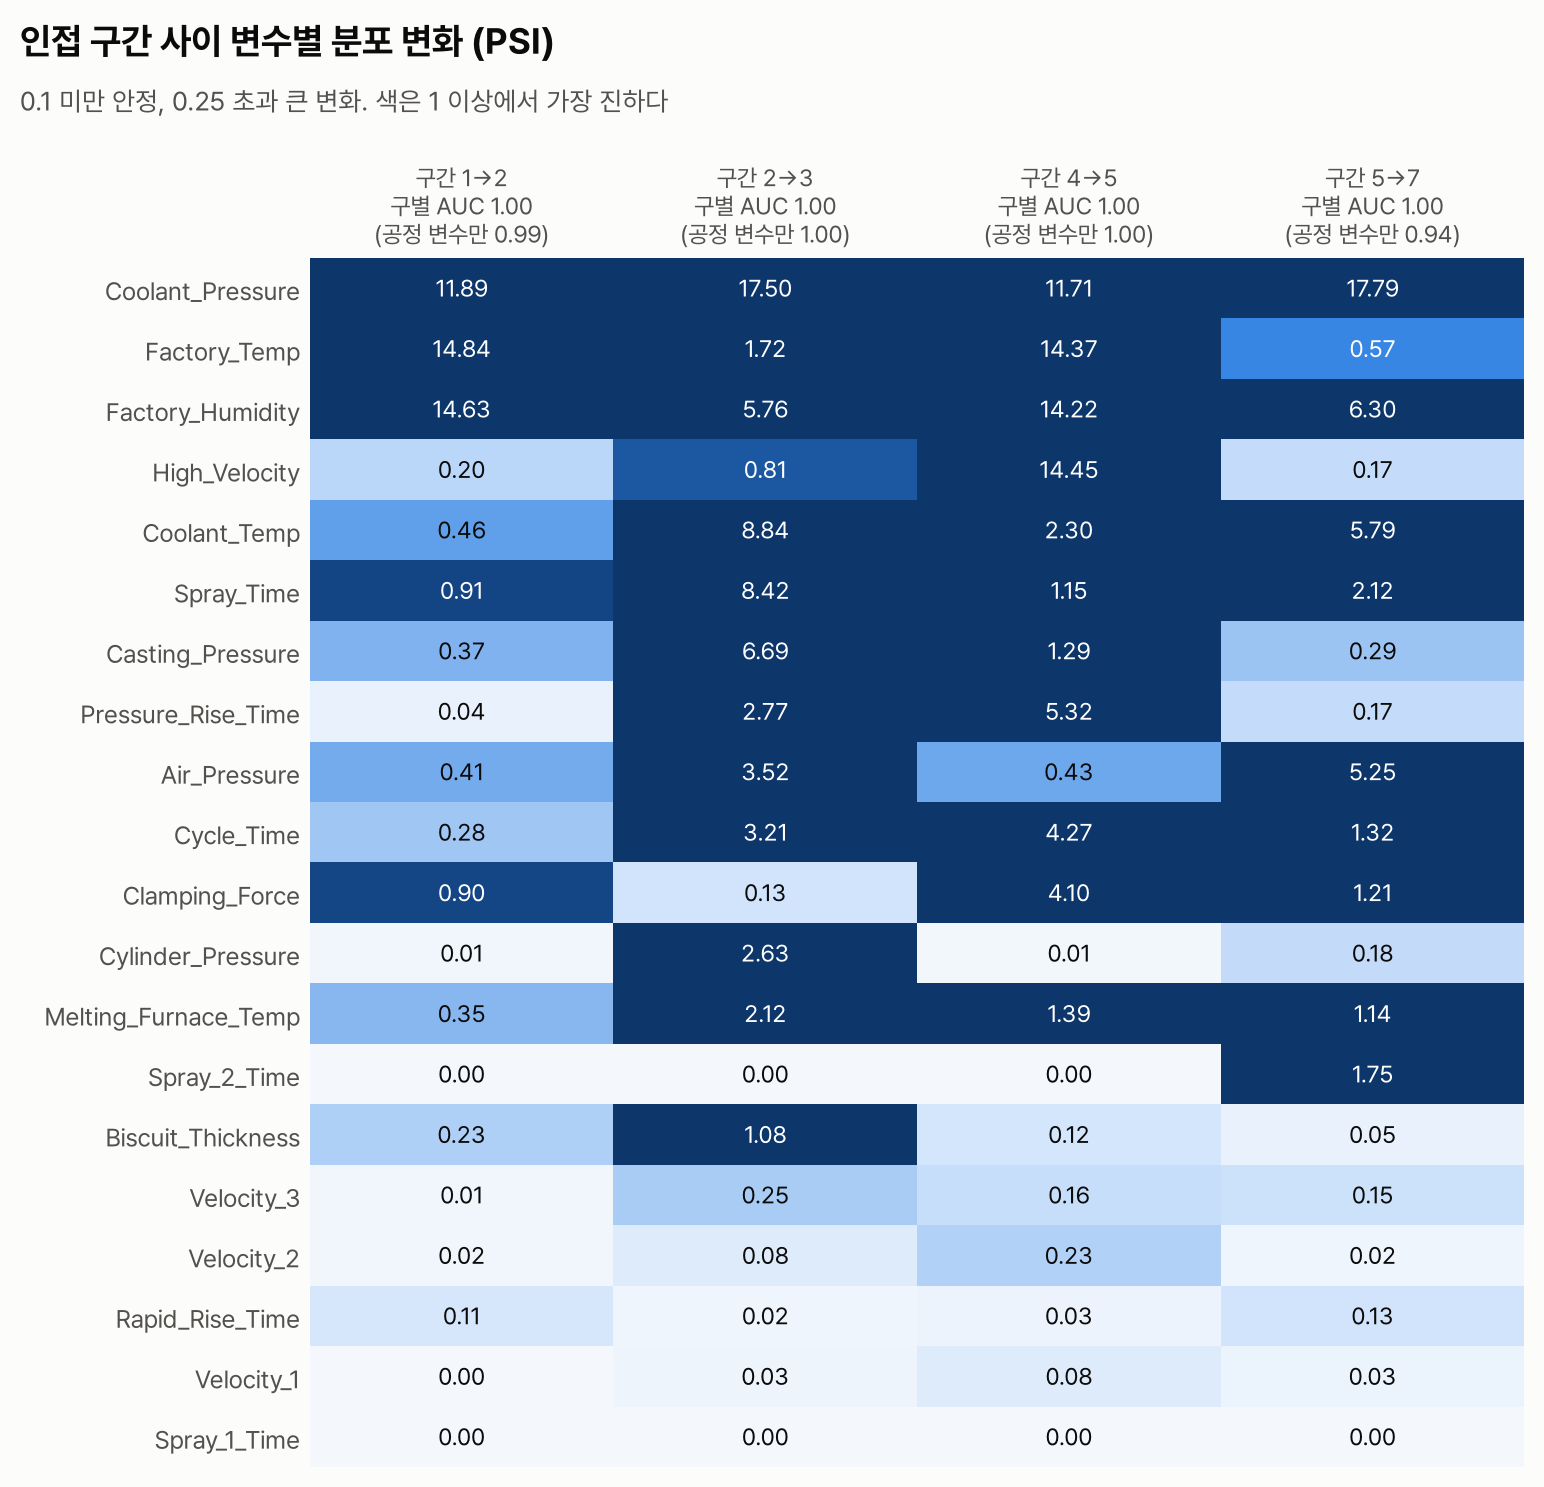 인접 구간 사이 변수별 분포 변화 (PSI)
0.1 미만 안정, 0.25 초과 큰 변화. 색은 1 이상에서 가장 진하다
구간 1→2 구간 2→3 구간 4→5 구간 5→7
구별 AUC 1.00 구별 AUC 1.00 구별 AUC 1.00 구별 AUC 1.00
(공정 변수만 0.99) (공정 변수만 1.00) (공정 변수만 1.00) (공정 변수만 0.94)
Coolant_Pressure 11.89 17.50 11.71 17.79
Factory_Temp 14.84 1.72 14.37 0.57
Factory_Humidity 14.63 5.76 14.22 6.30
High_Velocity 0.20 0.81 14.45 0.17
Coolant_Temp 0.46 8.84 2.30 5.79
Spray_Time 0.91 8.42 1.15 2.12
Casting_Pressure 0.37 6.69 1.29 0.29
Pressure_Rise_Time 0.04 2.77 5.32 0.17
Air_Pressure 0.41 3.52 0.43 5.25
Cycle_Time 0.28 3.21 4.27 1.32
Clamping_Force 0.90 0.13 4.10 1.21
Cylinder_Pressure 0.01 2.63 0.01 0.18
Melting_Furnace_Temp 0.35 2.12 1.39 1.14
Spray_2_Time 0.00 0.00 0.00 1.75
Biscuit_Thickness 0.23 1.08 0.12 0.05
Velocity_3 0.01 0.25 0.16 0.15
Velocity_2 0.02 0.08 0.23 0.02
Rapid_Rise_Time 0.11 0.02 0.03 0.13
Velocity_1 0.00 0.03 0.08 0.03
Spray_1_Time 0.00 0.00 0.00 0.00